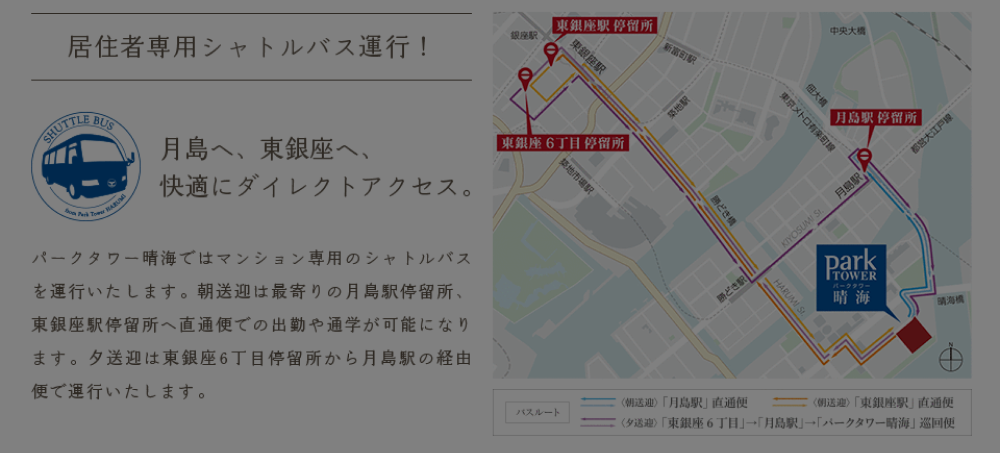 居住者専用シャトルバス運行！
SHUTTLE BUS
from Park Tower HARUMI
月島へ、東銀座へ、
快適にダイレクトアクセス。
パークタワー晴海ではマンション専用のシャトルバス
を運行いたします。朝送迎は最寄りの月島駅停留所、
東銀座駅停留所へ直通便での出勤や通学が可能になり
ます。夕送迎は東銀座6丁目停留所から月島駅の経由
便で運行いたします。
東銀座駅 停留所
銀座駅
東銀座駅
新富町駅
中央大橋
佃大橋
東京メトロ有楽町線
月島駅 停留所
都営大江戸線
築地駅
東銀座 6 丁目 停留所
築地市場駅
月島駅
勝どき橋
KIYOSUMI St.
勝どき駅
HARUMI St.
park
TOWER
パークタワー
晴海
晴海橋
N
バスルート
〈朝送迎〉「月島駅」直通便
〈朝送迎〉「東銀座駅」直通便
〈夕送迎〉「東銀座 6 丁目」→「月島駅」→「パークタワー晴海」巡回便